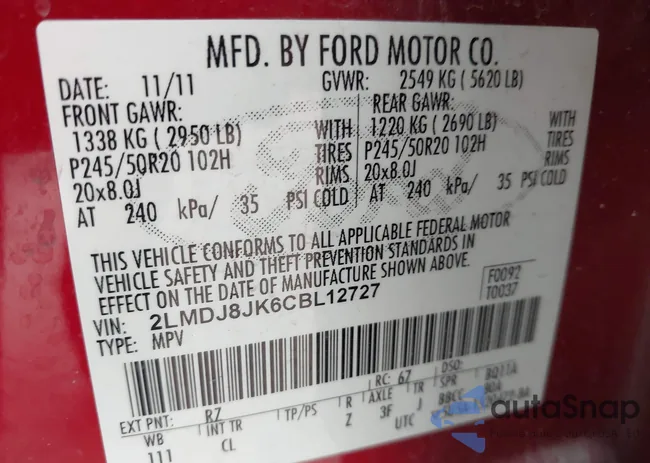 MFD. BY FORD MOTOR CO.
DATE: 11/11 GVWR: 2549 KG ( 5620 LB)
FRONT GAWR: REAR GAWR:
1338 KG ( 2950 LB) WITH 1220 KG ( 2690 LB) WITH
P245/50R20 102H TIRES P245/50R20 102H TIRES
20x8.0J RIMS 20x8.0J RIMS
AT 240 kPa/ 35 PSI COLD AT 240 kPa/ 35 PSI COLD
THIS VEHICLE CONFORMS TO ALL APPLICABLE FEDERAL MOTOR
VEHICLE SAFETY AND THEFT PREVENTION STANDARDS IN
EFFECT ON THE DATE OF MANUFACTURE SHOWN ABOVE.
VIN: 2LMDJ8JK6CBL12727 F0092
TYPE: MPV T0037
EXT PNT: RZ RC: 67 DSO:
WB INT TR TP/PS R AXLE TR SPR
111 CL Z 3F J UTC
autoSnap